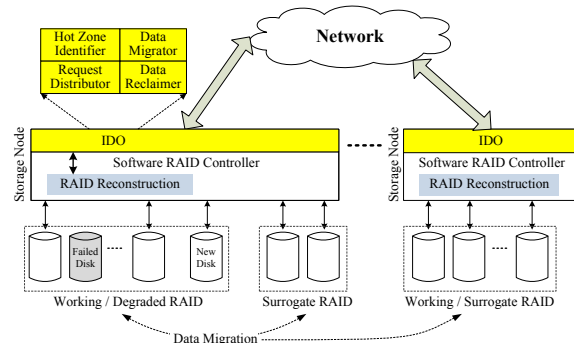 Hot Zone Identifier
Data Migrator
Request Distributor
Data Reclaimer
Network
Storage Node
IDO
Software RAID Controller
RAID Reconstruction
Storage Node
IDO
Software RAID Controller
RAID Reconstruction
Failed Disk
New Disk
Working / Degraded RAID
Surrogate RAID
Working / Surrogate RAID
Data Migration